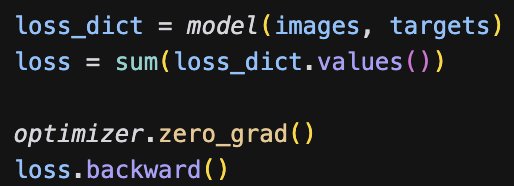 loss_dict = model(images, targets)
loss = sum(loss_dict.values())
optimizer.zero_grad()
loss.backward()